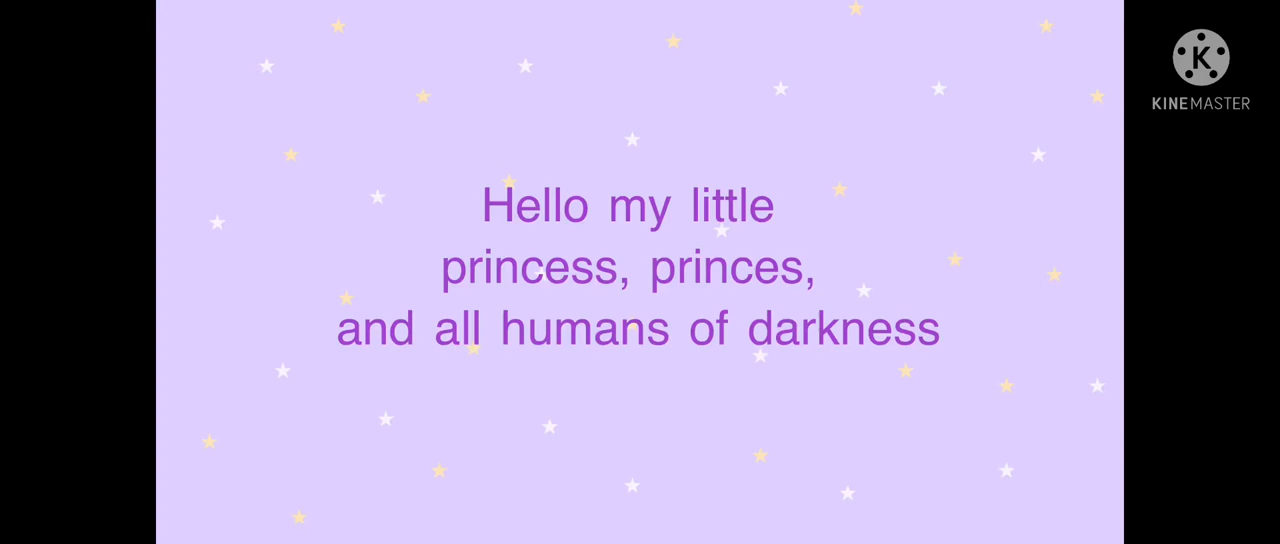 Hello my little
princess, princes,
and all humans of darkness
K
KINEMASTER